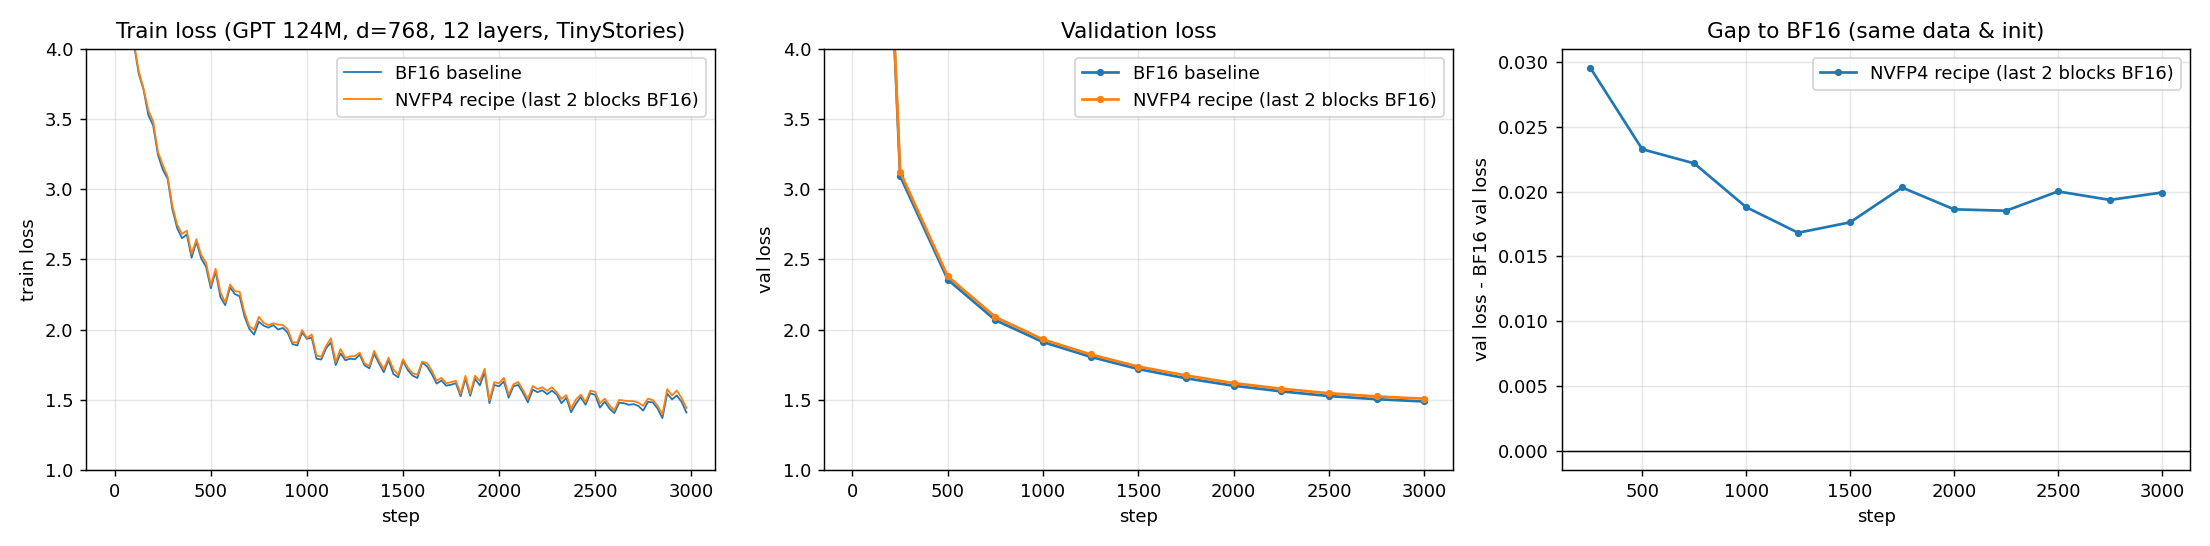 Train loss (GPT 124M, d=768, 12 layers, TinyStories)
BF16 baseline
NVFP4 recipe (last 2 blocks BF16)
4.0
3.5
3.0
2.5
2.0
1.5
1.0
train loss
0 500 1000 1500 2000 2500 3000
step
Validation loss
BF16 baseline
NVFP4 recipe (last 2 blocks BF16)
4.0
3.5
3.0
2.5
2.0
1.5
1.0
val loss
0 500 1000 1500 2000 2500 3000
step
Gap to BF16 (same data & init)
NVFP4 recipe (last 2 blocks BF16)
0.030
0.025
0.020
0.015
0.010
0.005
0.000
val loss - BF16 val loss
500 1000 1500 2000 2500 3000
step